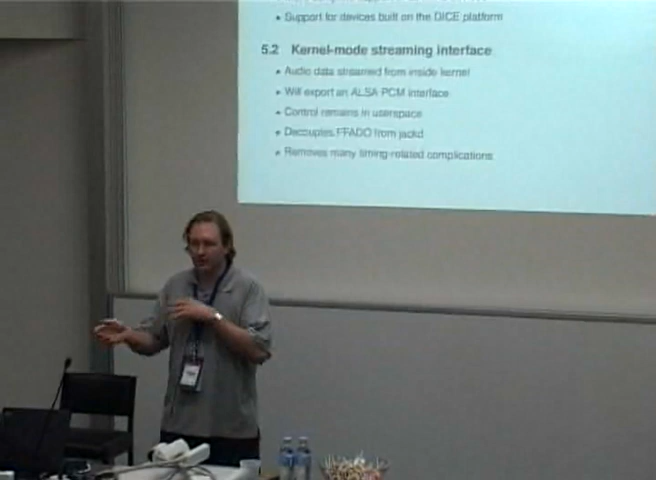 • Support for devices built on the DICE platform
5.2 Kernel-mode streaming interface
• Audio data streamed from inside kernel
• Will export an ALSA PCM interface
• Control remains in userspace
• Decouples FFADO from jackd
• Removes many timing-related complications